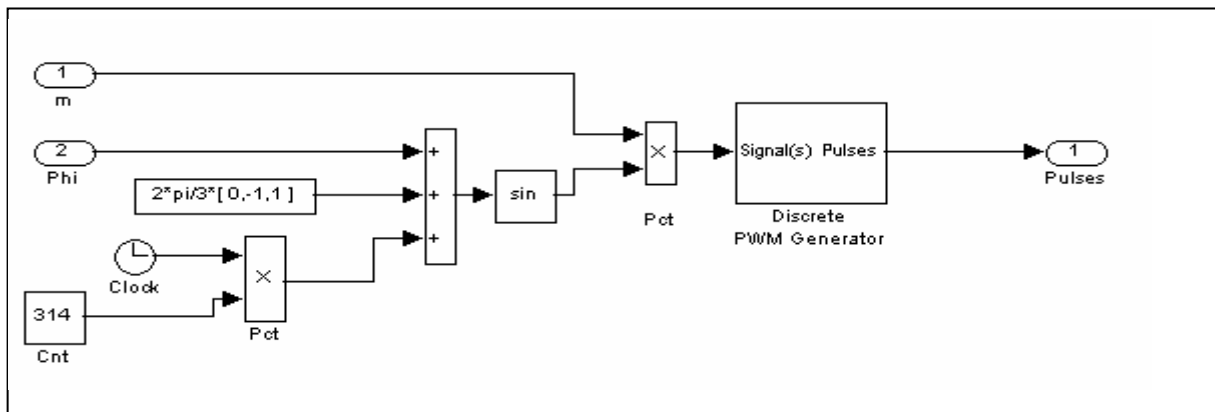 1
m
2
Phi
2*pi/3*[ 0,-1,1 ]
Clock
314
Cnt
×
Pct
+
+
+
sin
×
Pct
Signal(s) Pulses
Discrete
PWM Generator
1
Pulses